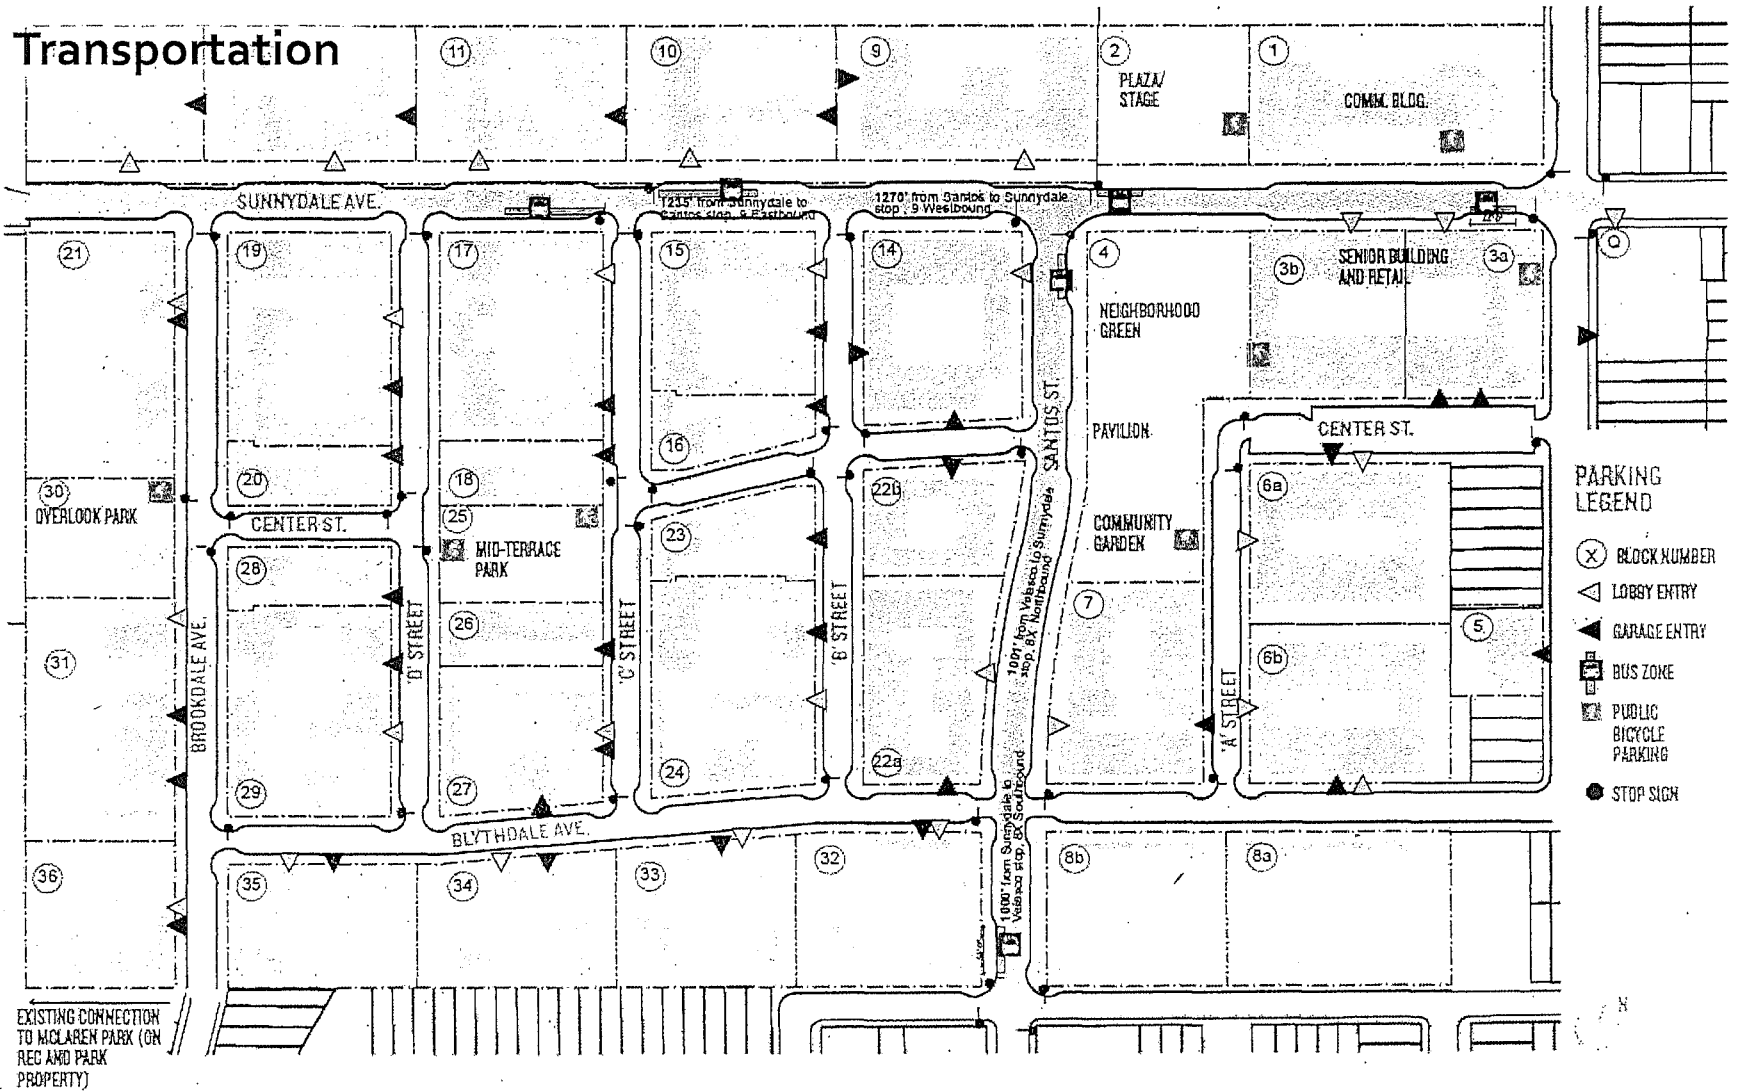 Transportation
11
10
9
2
1
PLAZA/
STAGE
COMM. BLDG.
SUNNYDALE AVE.
1235' from Sunnydale to
Santos stop, 9 Eastbound
1270' from Santos to Sunnydale
stop, 9 Westbound
21
19
17
15
14
4
3b
SENIOR BUILDING
AND RETAIL
3a
Q
NEIGHBORHOOD
GREEN
SANTOS ST.
PAVILION
CENTER ST.
16
30
OVERLOOK PARK
20
18
22b
6a
PARKING
LEGEND
CENTER ST.
25
MID-TERRACE
PARK
23
COMMUNITY
GARDEN
X
BLOCK NUMBER
28
LOBBY ENTRY
7
26
5
GARAGE ENTRY
31
BROOKDALE AVE.
'D' STREET
'C' STREET
'B' STREET
1001' from Velasco to Sunnydale
stop, 8X Northbound
'A' STREET
6b
BUS ZONE
PUBLIC
BICYCLE
PARKING
29
27
24
22a
STOP SIGN
BLYTHDALE AVE.
1000' from Sunnydale to
Velasco stop, 8X Southbound
36
35
34
33
32
8b
8a
EXISTING CONNECTION
TO MCLAREN PARK (ON
REC AND PARK
PROPERTY)
N